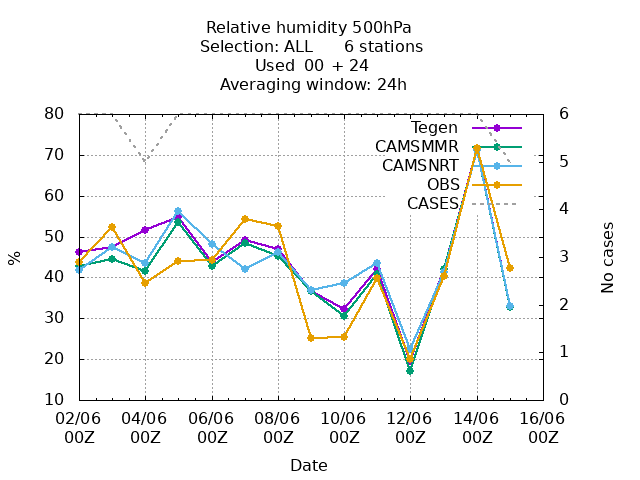 Relative humidity 500hPa
Selection: ALL 6 stations
Used 00 + 24
Averaging window: 24h
80 6
Tegen
70 CAMSMMR
5
CAMSNRT
60 OBS
CASES 4
50
% 3 No cases
40
2
30
20 1
10 0
02/06 04/06 06/06 08/06 10/06 12/06 14/06 16/06
00Z 00Z 00Z 00Z 00Z 00Z 00Z 00Z
Date